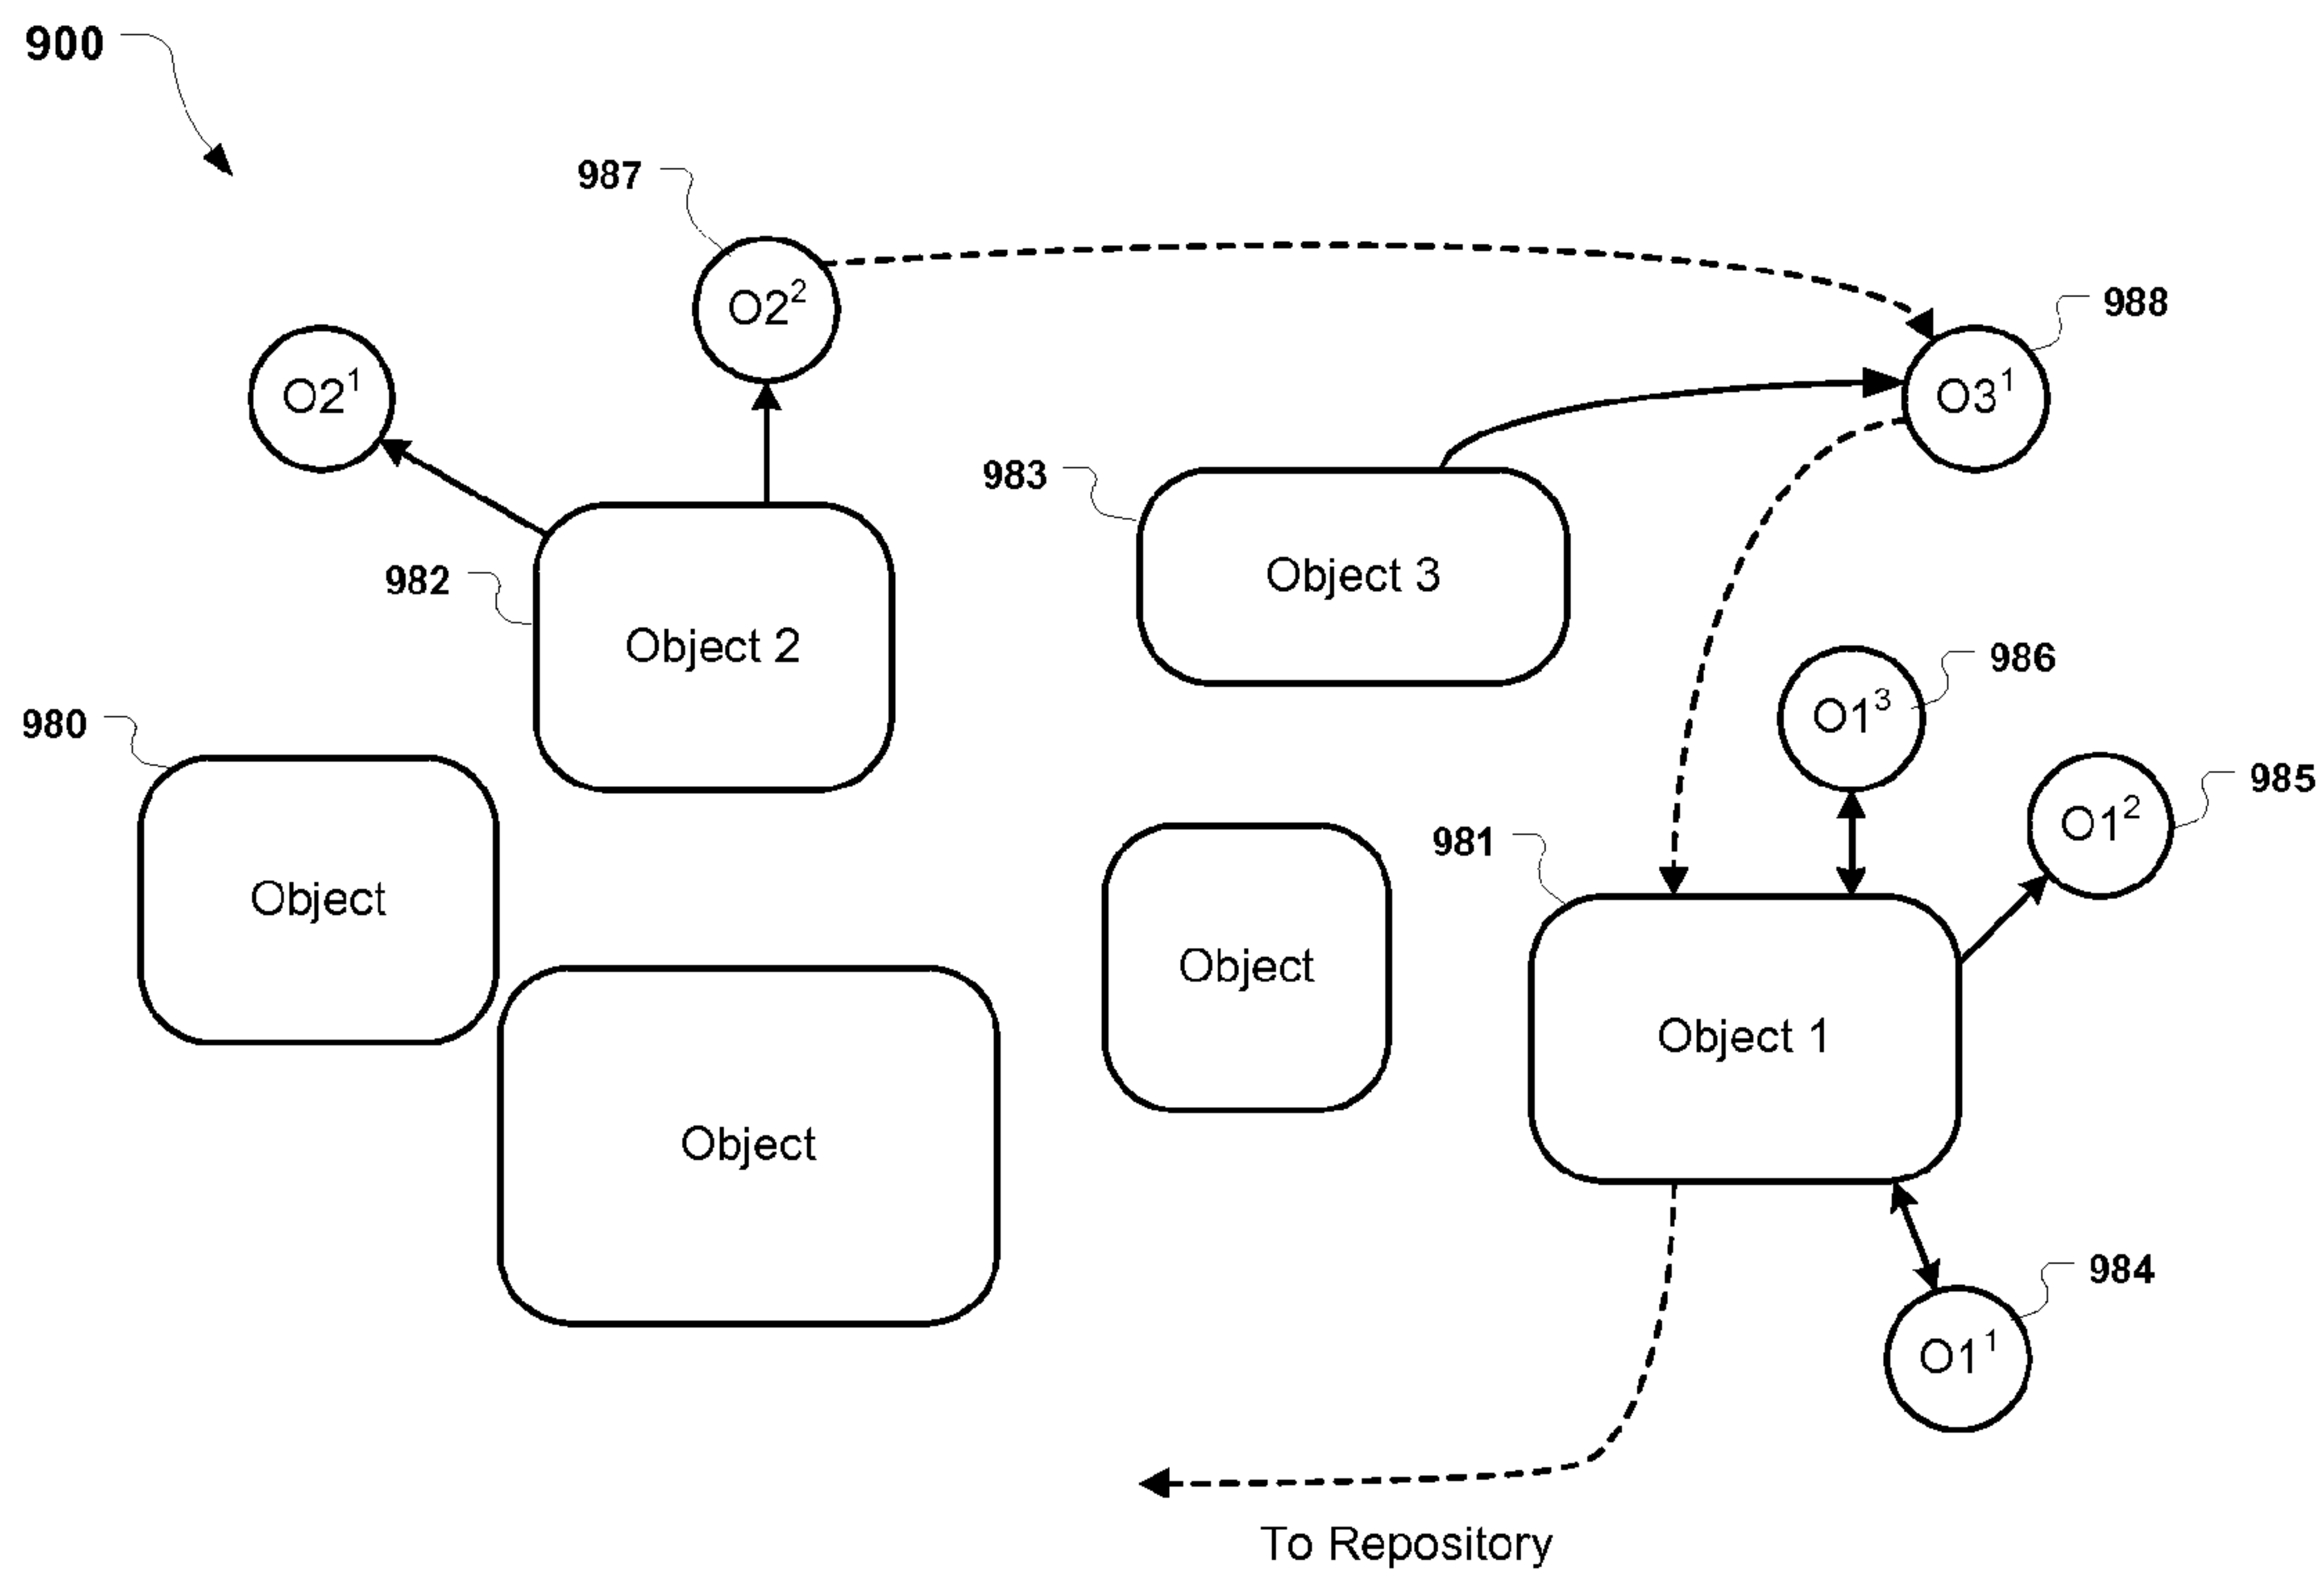 900
987
O2²
988
O2¹
O3¹
983
982
Object 3
Object 2
986
O1³
980
985
O1²
981
Object
Object
Object 1
Object
984
O1¹
To Repository